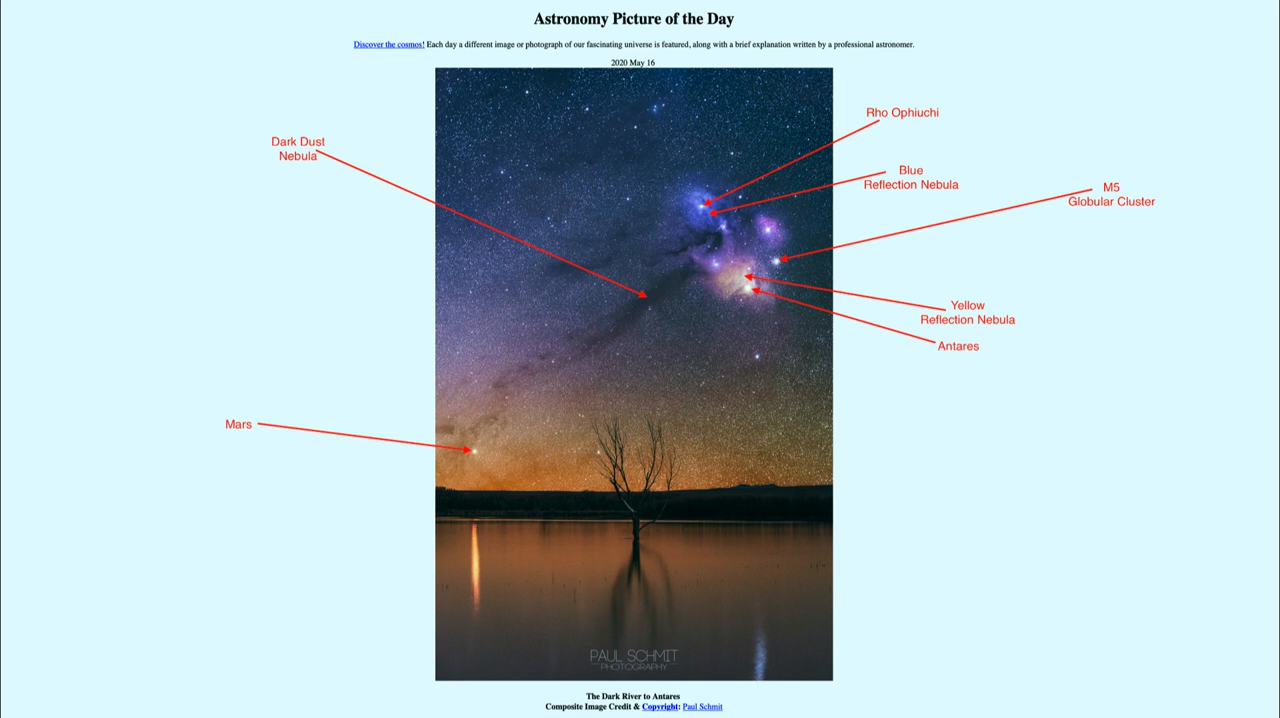 Astronomy Picture of the Day
Discover the cosmos! Each day a different image or photograph of our fascinating universe is featured, along with a brief explanation written by a professional astronomer.
2020 May 16
Rho Ophiuchi
Dark Dust
Nebula
Blue
Reflection Nebula
M5
Globular Cluster
Yellow
Reflection Nebula
Antares
Mars
PAUL SCHMIT
PHOTOGRAPHY
The Dark River to Antares
Composite Image Credit & Copyright: Paul Schmit